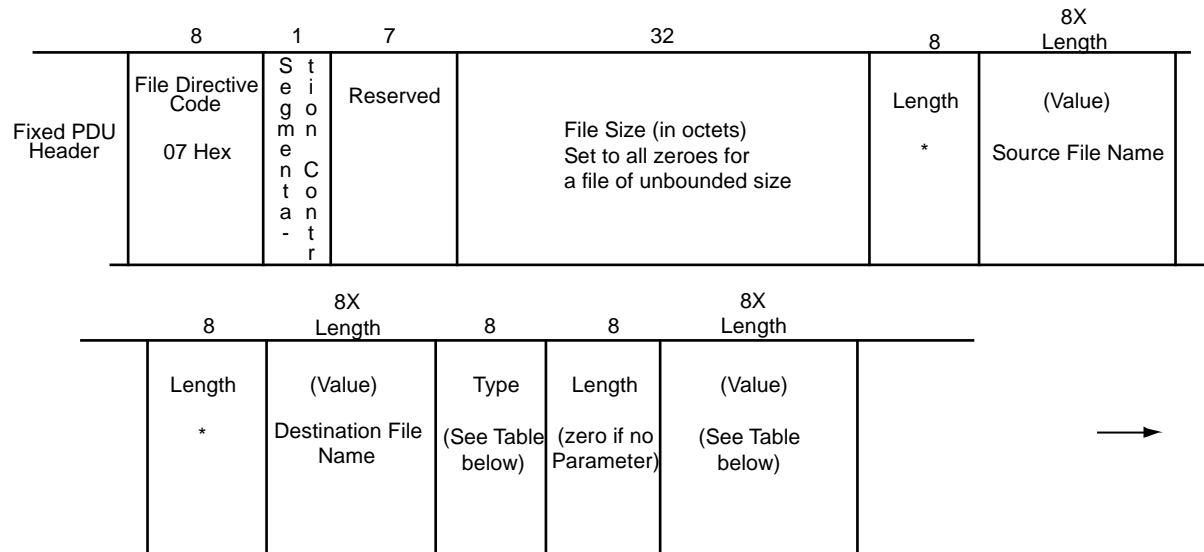 8 1 7 32 8 8X
Length
Fixed PDU
Header
File Directive
Code
07 Hex
Segmenta-
tion Contr
Reserved
File Size (in octets)
Set to all zeroes for
a file of unbounded size
Length
*
(Value)
Source File Name
8 8X
Length
8 8 8X
Length
Length
*
(Value)
Destination File
Name
Type
(See Table
below)
Length
(zero if no
Parameter)
(Value)
(See Table
below)